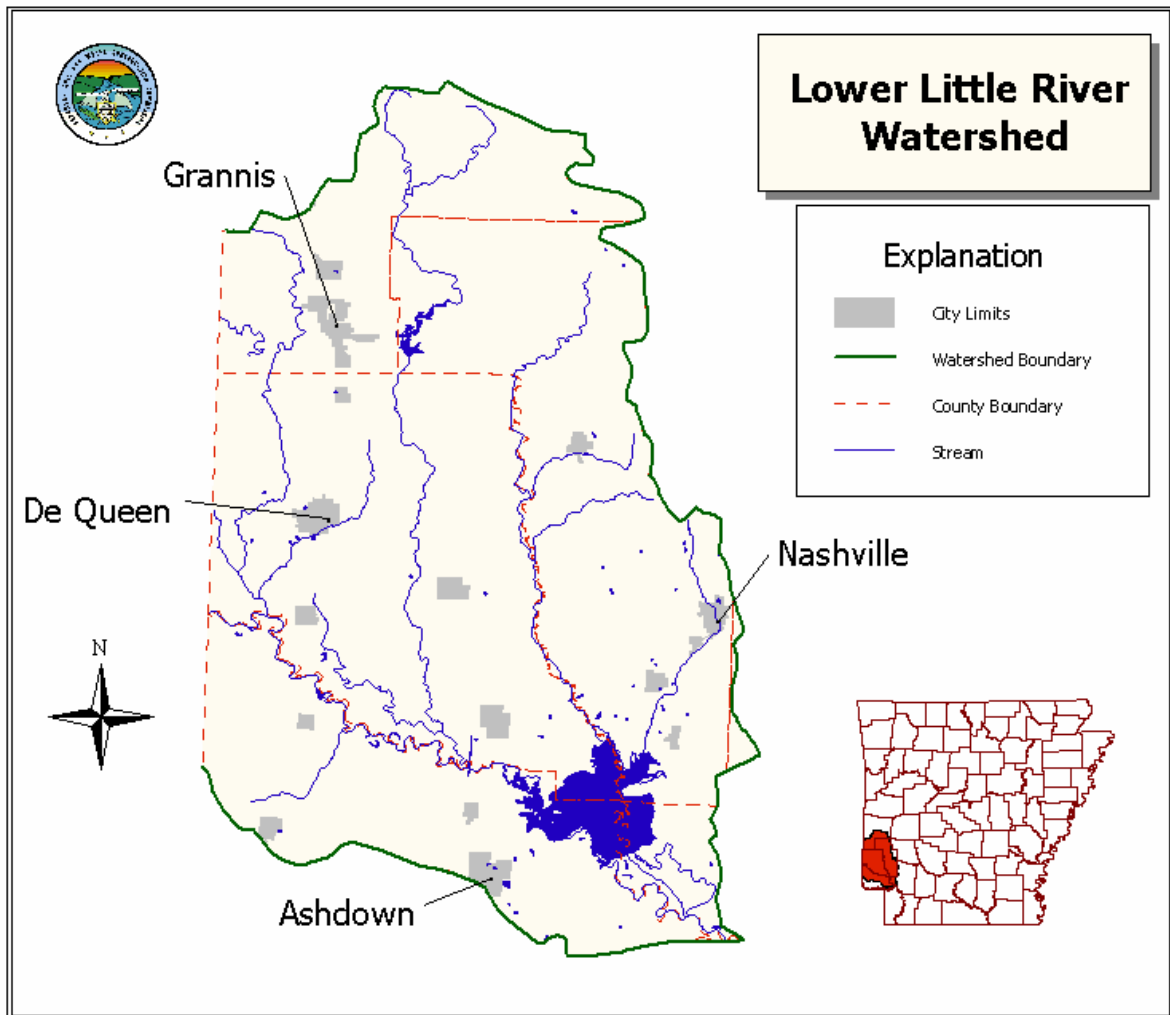 Lower Little River
Watershed
Grannis
Explanation
City Limits
Watershed Boundary
County Boundary
Stream
De Queen
Nashville
N
Ashdown